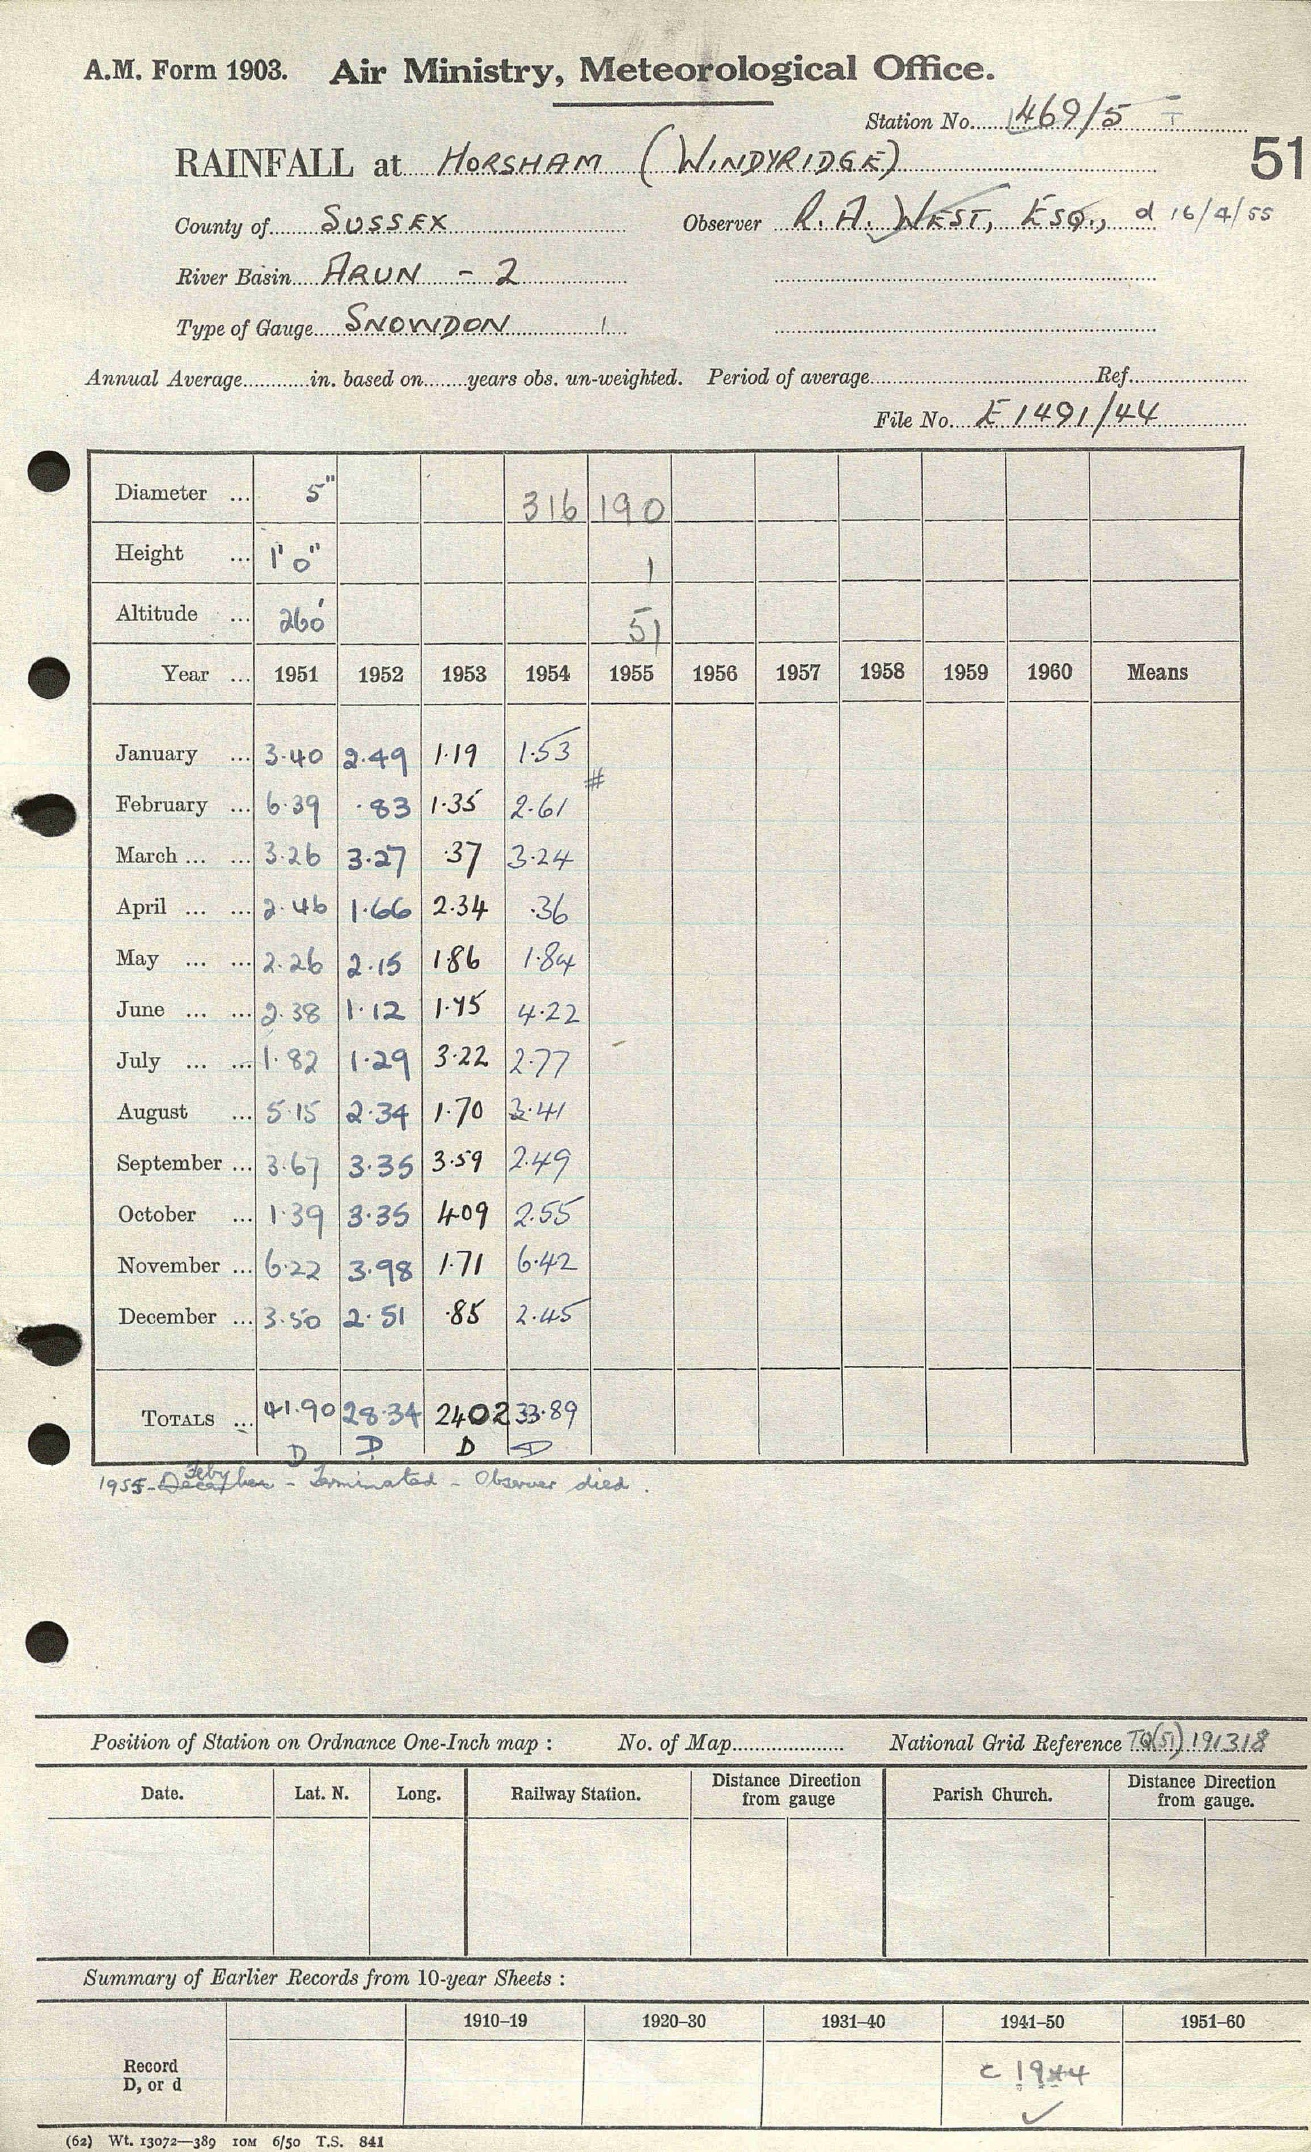 A.M. Form 1903. Air Ministry, Meteorological Office.
Station No. 469/5 T
51
RAINFALL at HORSHAM (WINDYRIDGE)
County of SUSSEX Observer R. A. WEST, ESQ., d 16/4/55
River Basin ARUN - 2
Type of Gauge SNOWDON 1
Annual Average in. based on years obs. un-weighted. Period of average Ref.
File No. E 1491/44
Diameter ... 5" 316 190
Height ... 1' 0" 1
Altitude ... 260' 51
Year ... 1951 1952 1953 1954 1955 1956 1957 1958 1959 1960 Means
January ... 3.40 2.49 1.19 1.53 #
February ... 6.39 .83 1.35 2.61
March ... ... 3.26 3.27 .37 3.24
April ... ... 2.46 1.66 2.34 .36
May ... ... 2.26 2.15 1.86 1.84
June ... ... 2.38 1.12 1.75 4.22
July ... ... 1.82 1.29 3.22 2.77
August ... 5.15 2.34 1.70 3.41
September ... 3.67 3.35 3.59 2.49
October ... 1.39 3.35 4.09 2.55
November ... 6.22 3.98 1.71 6.42
December ... 3.50 2.51 .85 2.45
TOTALS ... 41.90 28.34 2402 33.89
D D D D
1955 - Feby - Terminated - Observer died.
Position of Station on Ordnance One-Inch map : No. of Map National Grid Reference TQ(51) 191318
Date. Lat. N. Long. Railway Station. Distance Direction from gauge Parish Church. Distance Direction from gauge.
Summary of Earlier Records from 10-year Sheets :
1910–19 1920–30 1931–40 1941–50 1951–60
Record D, or d c 1944
(62) Wt. 13072—389 10M 6/50 T.S. 841